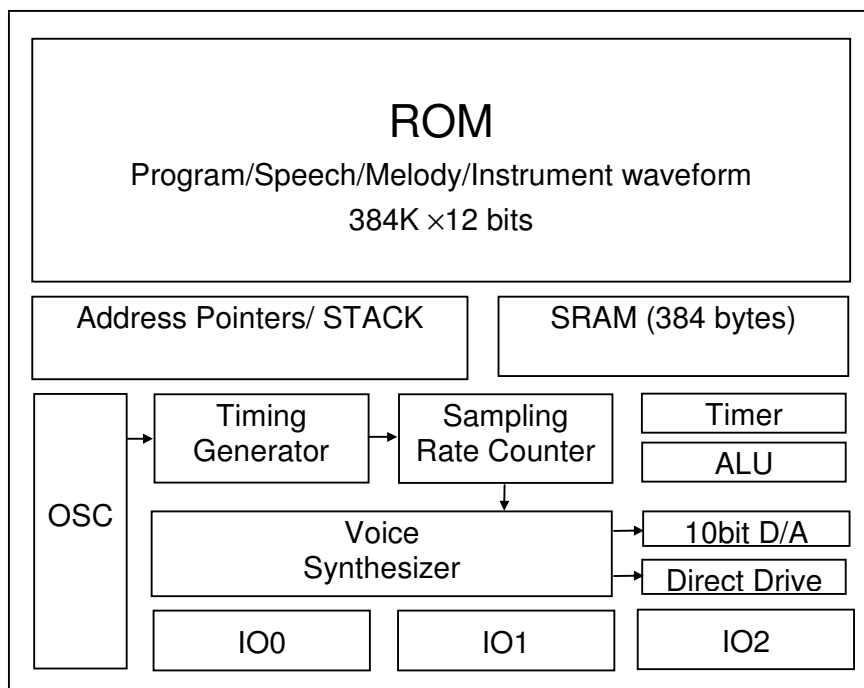 ROM
Program/Speech/Melody/Instrument waveform
384K ×12 bits
Address Pointers/ STACK
SRAM (384 bytes)
OSC
Timing
Generator
Sampling
Rate Counter
Timer
ALU
Voice
Synthesizer
10bit D/A
Direct Drive
IO0
IO1
IO2